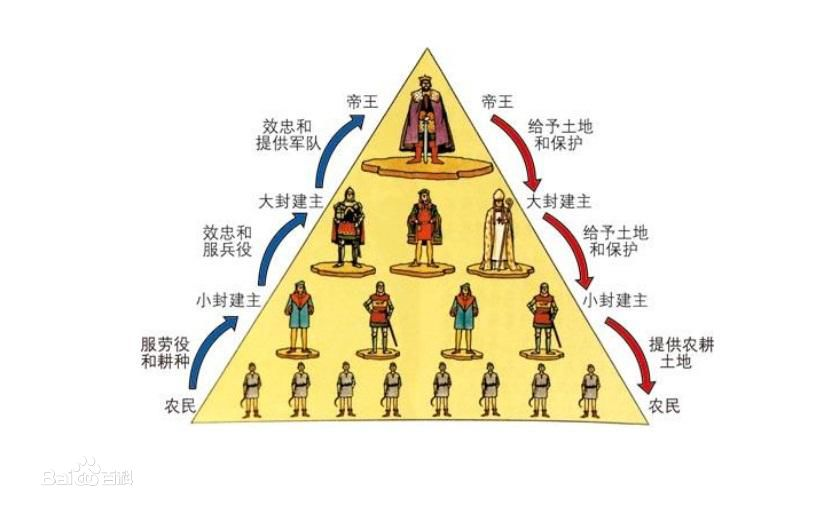 帝王
帝王
效忠和
提供军队
给予土地
和保护
大封建主
大封建主
效忠和
服兵役
给予土地
和保护
小封建主
小封建主
服劳役
和耕种
提供农耕
土地
农民
农民
Baidu百科